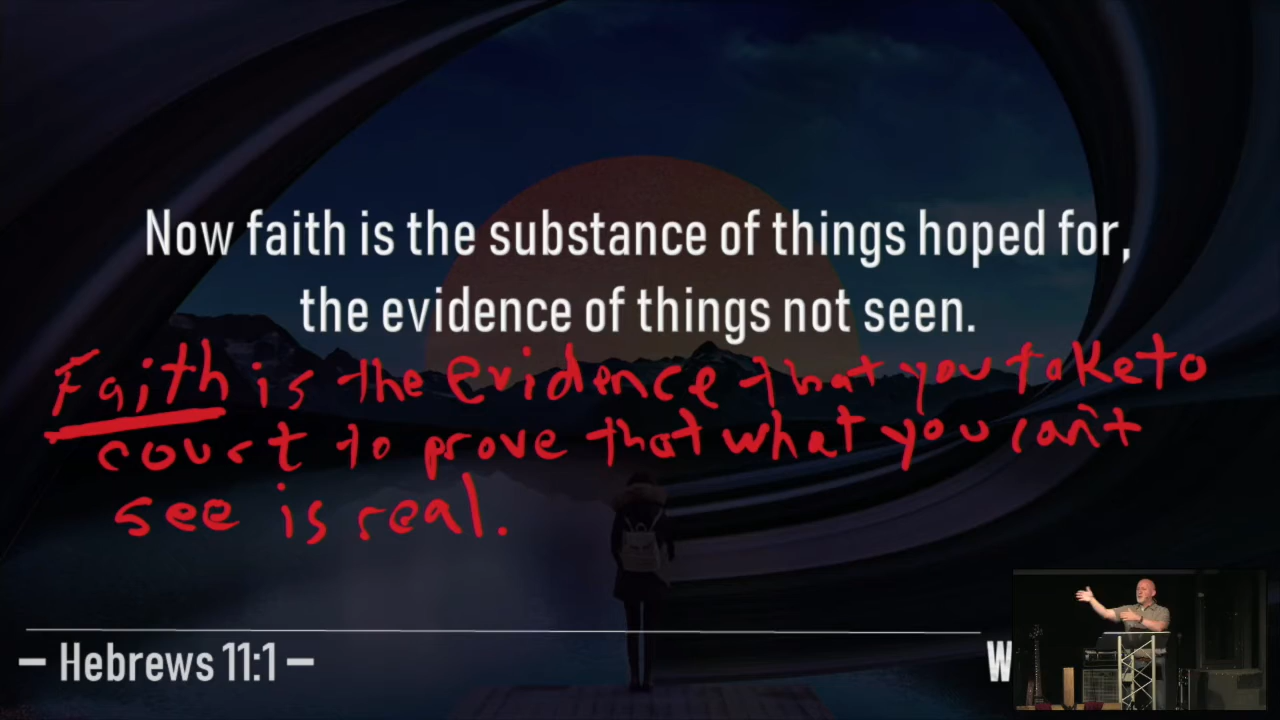 Now faith is the substance of things hoped for,
the evidence of things not seen.
Faith is the evidence that you take to
court to prove that what you can't
see is real.
– Hebrews 11:1 –
W